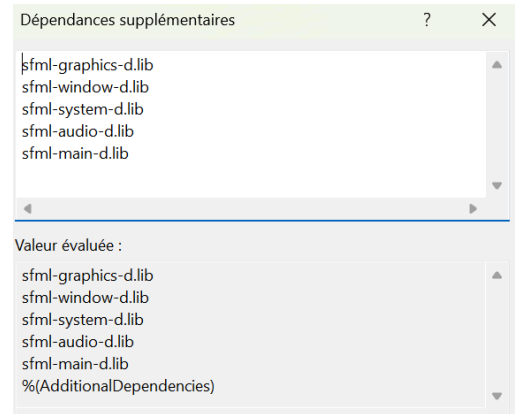 Dépendances supplémentaires ?
sfml-graphics-d.lib
sfml-window-d.lib
sfml-system-d.lib
sfml-audio-d.lib
sfml-main-d.lib
Valeur évaluée :
sfml-graphics-d.lib
sfml-window-d.lib
sfml-system-d.lib
sfml-audio-d.lib
sfml-main-d.lib
%(AdditionalDependencies)